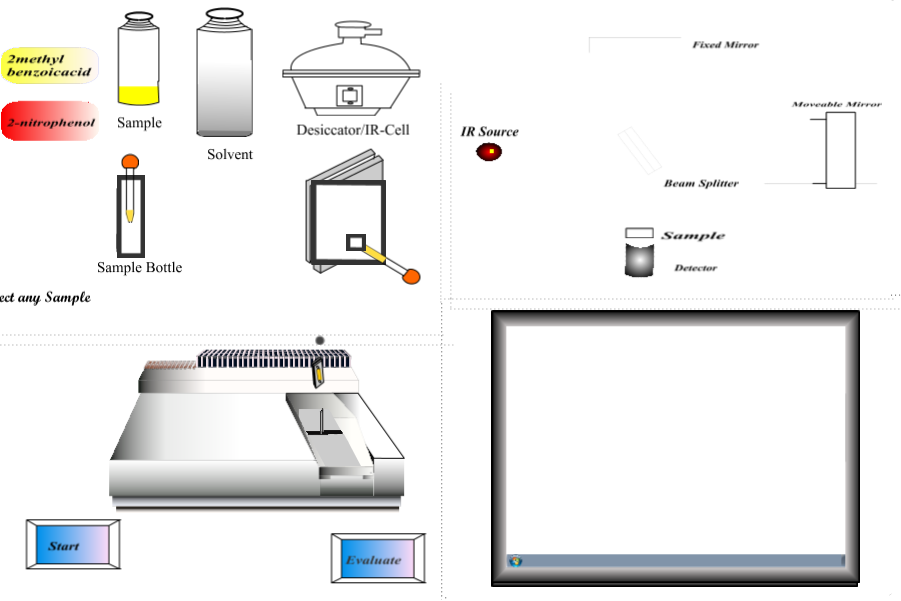 2methyl
benzoicacid
2-nitrophenol
Sample
Solvent
Desiccator/IR-Cell
Sample Bottle
ect any Sample
Fixed Mirror
Moveable Mirror
IR Source
Beam Splitter
Sample
Detector
Start
Evaluate